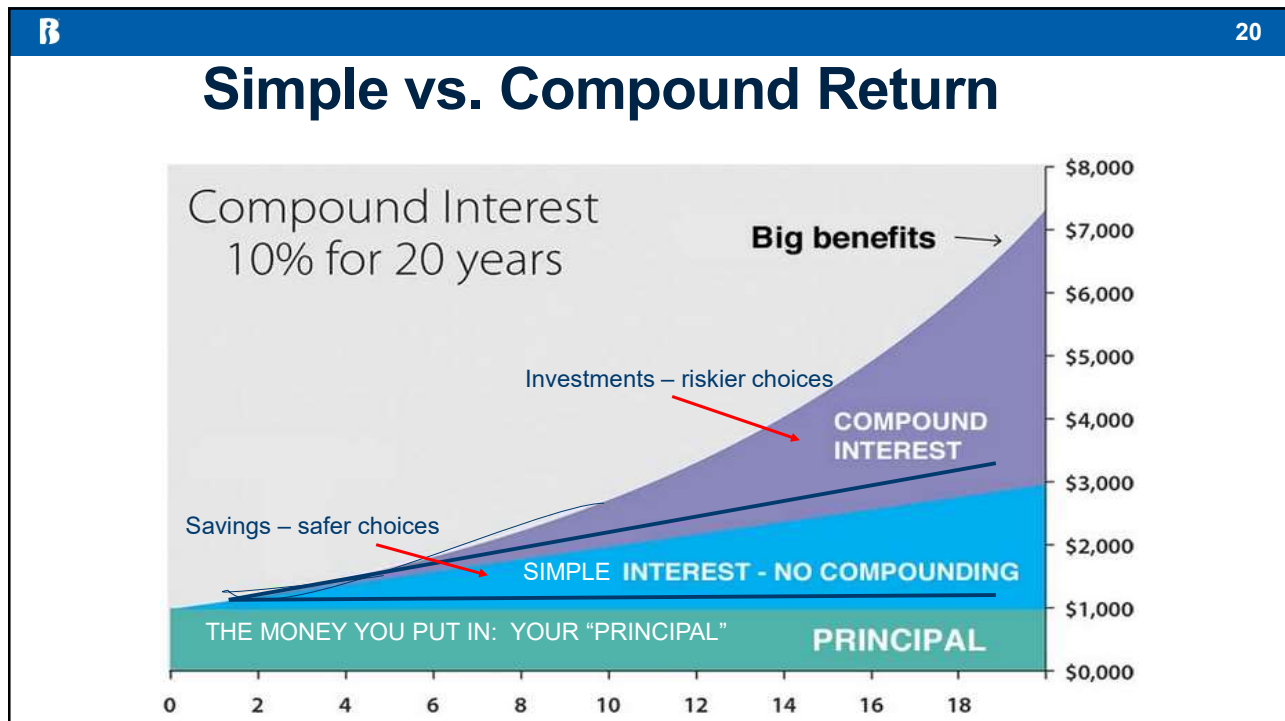 20
Simple vs. Compound Return
Compound Interest
10% for 20 years
Big benefits
Investments – riskier choices
COMPOUND
INTEREST
Savings – safer choices
SIMPLE INTEREST - NO COMPOUNDING
THE MONEY YOU PUT IN: YOUR “PRINCIPAL”
PRINCIPAL
$8,000
$7,000
$6,000
$5,000
$4,000
$3,000
$2,000
$1,000
$0,000
0 2 4 6 8 10 12 14 16 18